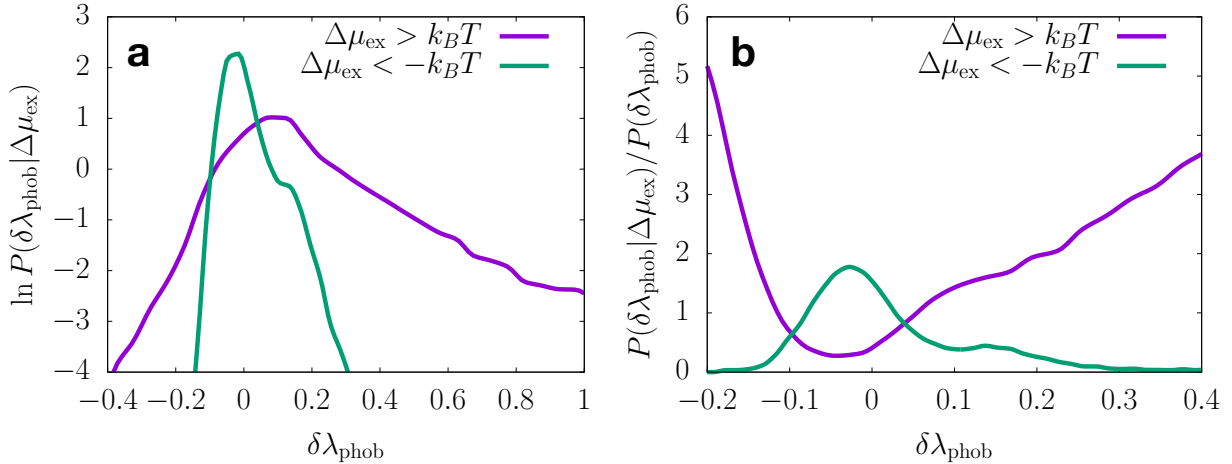 a
Δμ_ex > k_BT
Δμ_ex < −k_BT
ln P(δλ_phob|Δμ_ex)
3
2
1
0
−1
−2
−3
−4
−0.4 −0.2 0 0.2 0.4 0.6 0.8 1
δλ_phob
b
Δμ_ex > k_BT
Δμ_ex < −k_BT
P(δλ_phob|Δμ_ex)/P(δλ_phob)
6
5
4
3
2
1
0
−0.2 −0.1 0 0.1 0.2 0.3 0.4
δλ_phob